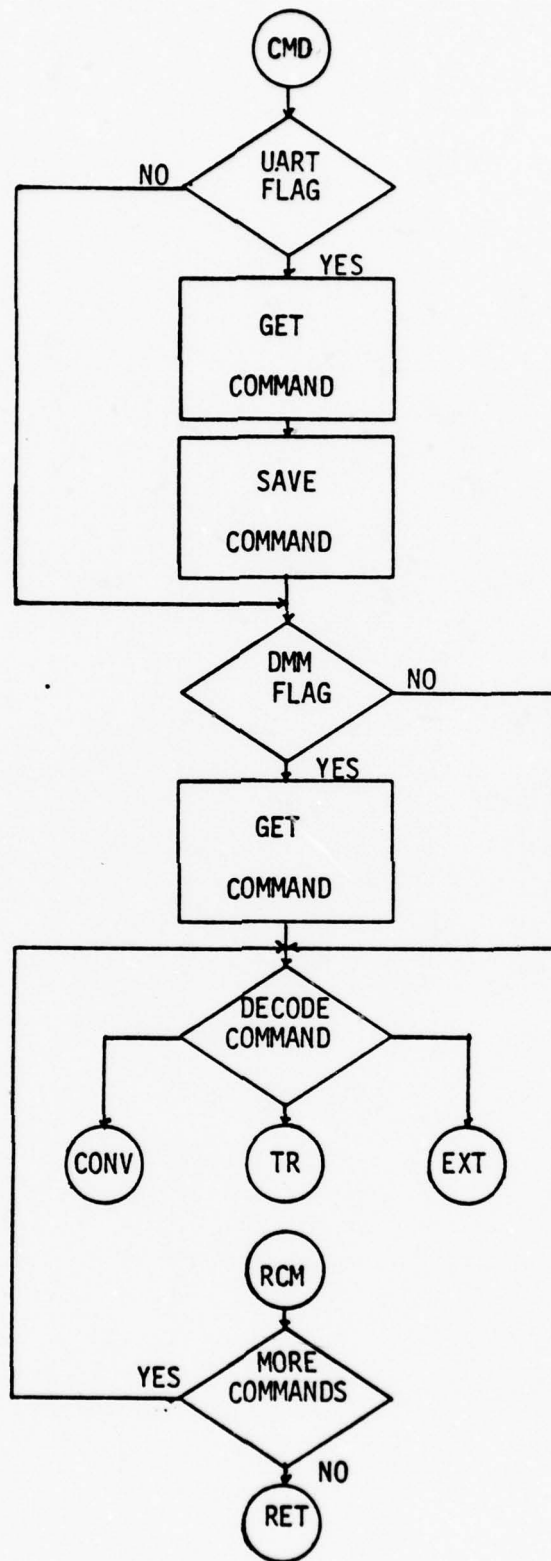 CMD
UART
FLAG
NO
YES
GET
COMMAND
SAVE
COMMAND
DMM
FLAG
NO
YES
GET
COMMAND
DECODE
COMMAND
CONV
TR
EXT
RCM
MORE
COMMANDS
YES
NO
RET